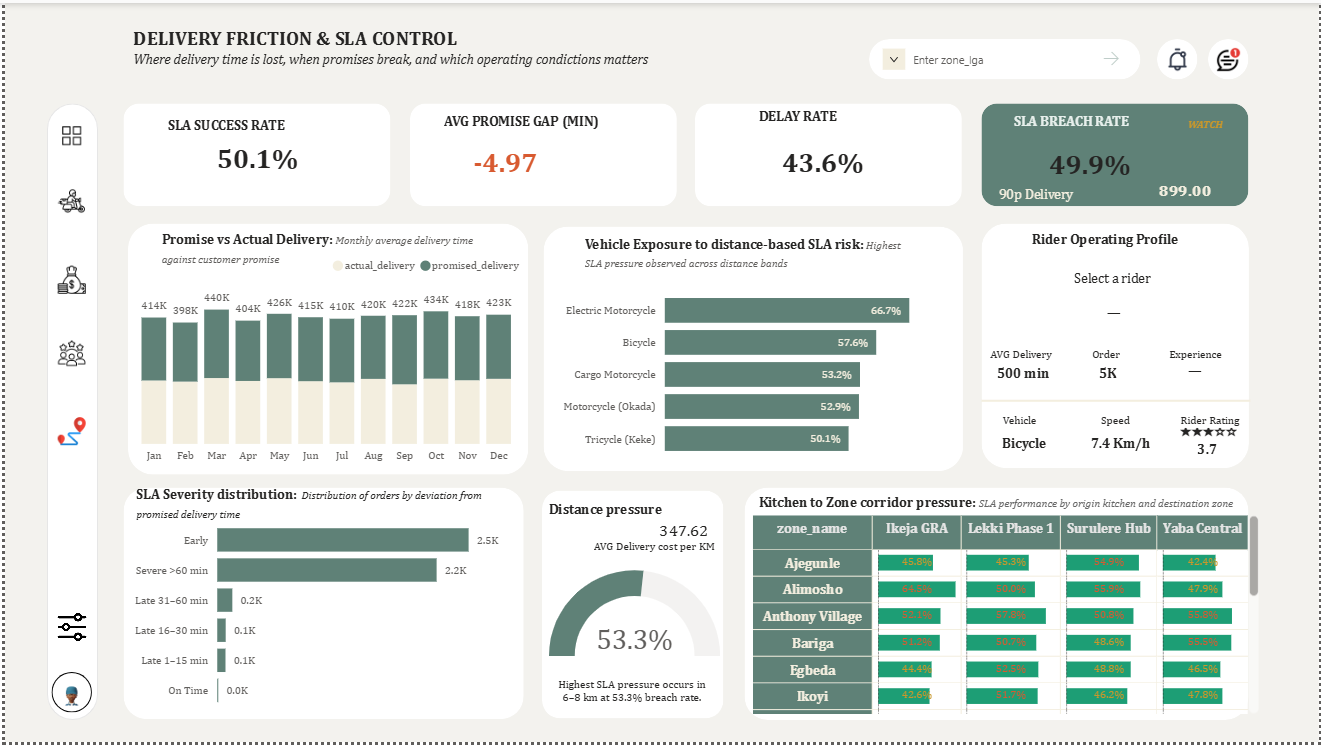 DELIVERY FRICTION & SLA CONTROL
Where delivery time is lost, when promises break, and which operating condictions matters
Enter zone_lga
1
SLA SUCCESS RATE
50.1%
AVG PROMISE GAP (MIN)
-4.97
DELAY RATE
43.6%
SLA BREACH RATE
WATCH
49.9%
90p Delivery
899.00
Promise vs Actual Delivery: Monthly average delivery time
against customer promise
actual_delivery promised_delivery
414K 398K 440K 404K 426K 415K 410K 420K 422K 434K 418K 423K
Jan Feb Mar Apr May Jun Jul Aug Sep Oct Nov Dec
Vehicle Exposure to distance-based SLA risk: Highest
SLA pressure observed across distance bands
Electric Motorcycle 66.7%
Bicycle 57.6%
Cargo Motorcycle 53.2%
Motorcycle (Okada) 52.9%
Tricycle (Keke) 50.1%
Rider Operating Profile
Select a rider
—
AVG Delivery Order Experience
500 min 5K —
Vehicle Speed Rider Rating
★★★☆☆
Bicycle 7.4 Km/h 3.7
SLA Severity distribution: Distribution of orders by deviation from
promised delivery time
Early 2.5K
Severe >60 min 2.2K
Late 31–60 min 0.2K
Late 16–30 min 0.1K
Late 1–15 min 0.1K
On Time 0.0K
Distance pressure
347.62
AVG Delivery cost per KM
53.3%
Highest SLA pressure occurs in
6–8 km at 53.3% breach rate.
Kitchen to Zone corridor pressure: SLA performance by origin kitchen and destination zone
zone_name Ikeja GRA Lekki Phase 1 Surulere Hub Yaba Central
Ajegunle 45.8% 45.3% 42.4%
Alimosho 47.9%
Anthony Village
Bariga 48.6%
Egbeda 44.4% 48.8% 46.5%
Ikoyi 42.6% 46.2% 47.8%